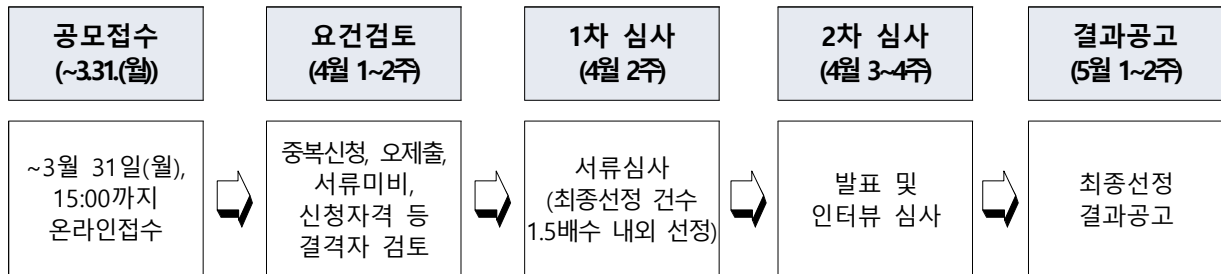 공모접수
(~3.31.(월))
요건검토
(4월 1~2주)
1차 심사
(4월 2주)
2차 심사
(4월 3~4주)
결과공고
(5월 1~2주)
~3월 31일(월),
15:00까지
온라인접수
중복신청, 오제출,
서류미비,
신청자격 등
결격자 검토
서류심사
(최종선정 건수
1.5배수 내외 선정)
발표 및
인터뷰 심사
최종선정
결과공고